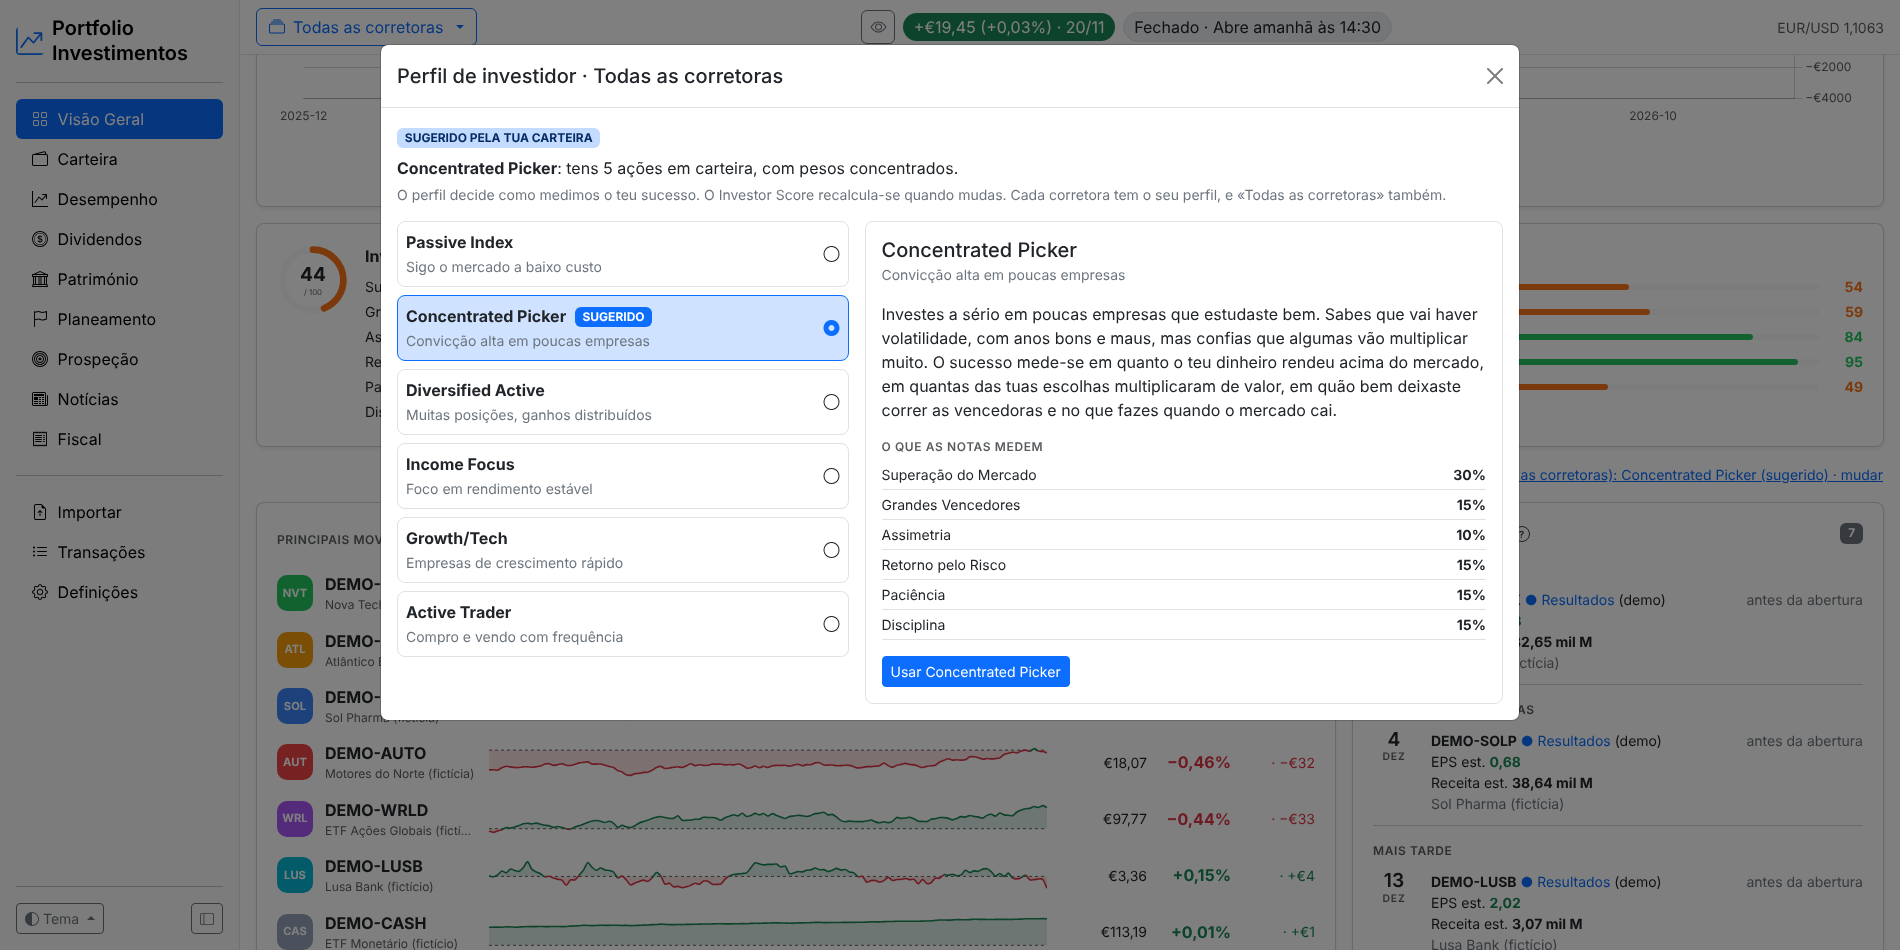 Portfolio
Investimentos
Todas as corretoras
+€19,45 (+0,03%) · 20/11
Fechado · Abre amanhã às 14:30
EUR/USD 1,1063
Visão Geral
Carteira
Desempenho
Dividendos
Património
Planeamento
Prospeção
Notícias
Fiscal
Importar
Transações
Definições
Tema
−€2000
−€4000
2025-12
2026-10
44
/ 100
54
59
84
95
49
Perfil de investidor · Todas as corretoras
SUGERIDO PELA TUA CARTEIRA
Concentrated Picker: tens 5 ações em carteira, com pesos concentrados.
O perfil decide como medimos o teu sucesso. O Investor Score recalcula-se quando mudas. Cada corretora tem o seu perfil, e «Todas as corretoras» também.
Passive Index
Sigo o mercado a baixo custo
Concentrated Picker SUGERIDO
Convicção alta em poucas empresas
Diversified Active
Muitas posições, ganhos distribuídos
Income Focus
Foco em rendimento estável
Growth/Tech
Empresas de crescimento rápido
Active Trader
Compro e vendo com frequência
Concentrated Picker
Convicção alta em poucas empresas
Investes a sério em poucas empresas que estudaste bem. Sabes que vai haver
volatilidade, com anos bons e maus, mas confias que algumas vão multiplicar
muito. O sucesso mede-se em quanto o teu dinheiro rendeu acima do mercado,
em quantas das tuas escolhas multiplicaram de valor, em quão bem deixaste
correr as vencedoras e no que fazes quando o mercado cai.
O QUE AS NOTAS MEDEM
Superação do Mercado 30%
Grandes Vencedores 15%
Assimetria 10%
Retorno pelo Risco 15%
Paciência 15%
Disciplina 15%
Usar Concentrated Picker
as corretoras): Concentrated Picker (sugerido) · mudar
PRINCIPAIS MOV
NVT DEMO-
Nova Tec
ATL DEMO-
Atlântico
SOL DEMO-
Sol Pharma (fictícia)
AUT DEMO-AUTO €18,07 −0,46% · −€32
Motores do Norte (fictícia)
WRL DEMO-WRLD €97,77 −0,44% · −€33
ETF Ações Globais (fictí...
LUS DEMO-LUSB €3,36 +0,15% · +€4
Lusa Bank (fictício)
CAS DEMO-CASH €113,19 +0,01% · +€1
ETF Monetário (fictício)
? 7
Resultados (demo) antes da abertura
32,65 mil M
AS
4 DEZ
DEMO-SOLP Resultados (demo) antes da abertura
EPS est. 0,68
Receita est. 38,64 mil M
Sol Pharma (fictícia)
MAIS TARDE
13 DEZ
DEMO-LUSB Resultados (demo) antes da abertura
EPS est. 2,02
Receita est. 3,07 mil M
Lusa Bank (fictício)